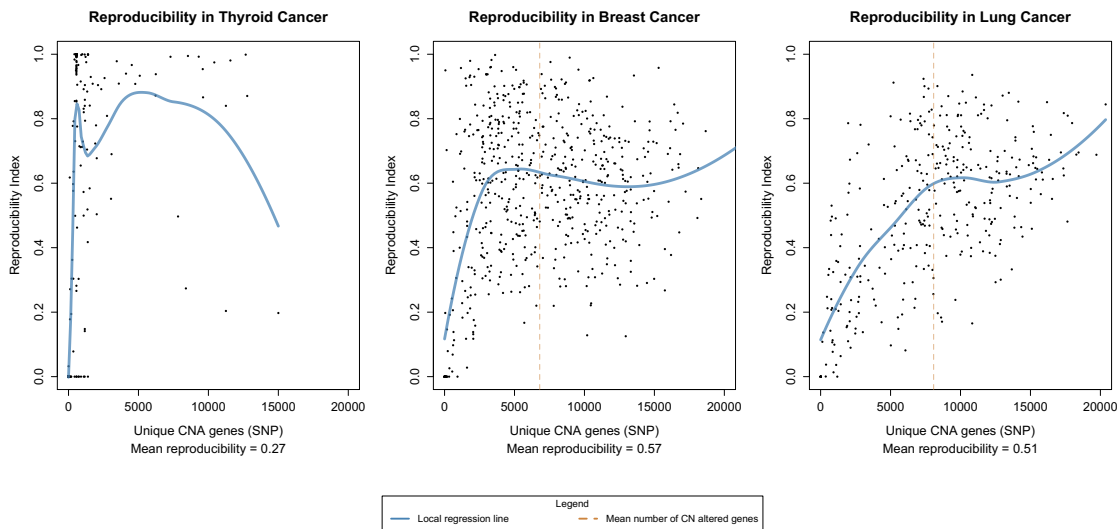 Reproducibility in Thyroid Cancer
Reproducibility Index
1.0
0.8
0.6
0.4
0.2
0.0
0 5000 10000 15000 20000
Unique CNA genes (SNP)
Mean reproducibility = 0.27
Reproducibility in Breast Cancer
Reproducibility Index
1.0
0.8
0.6
0.4
0.2
0.0
0 5000 10000 15000 20000
Unique CNA genes (SNP)
Mean reproducibility = 0.57
Reproducibility in Lung Cancer
Reproducibility Index
1.0
0.8
0.6
0.4
0.2
0.0
0 5000 10000 15000 20000
Unique CNA genes (SNP)
Mean reproducibility = 0.51
Legend
Local regression line Mean number of CN altered genes